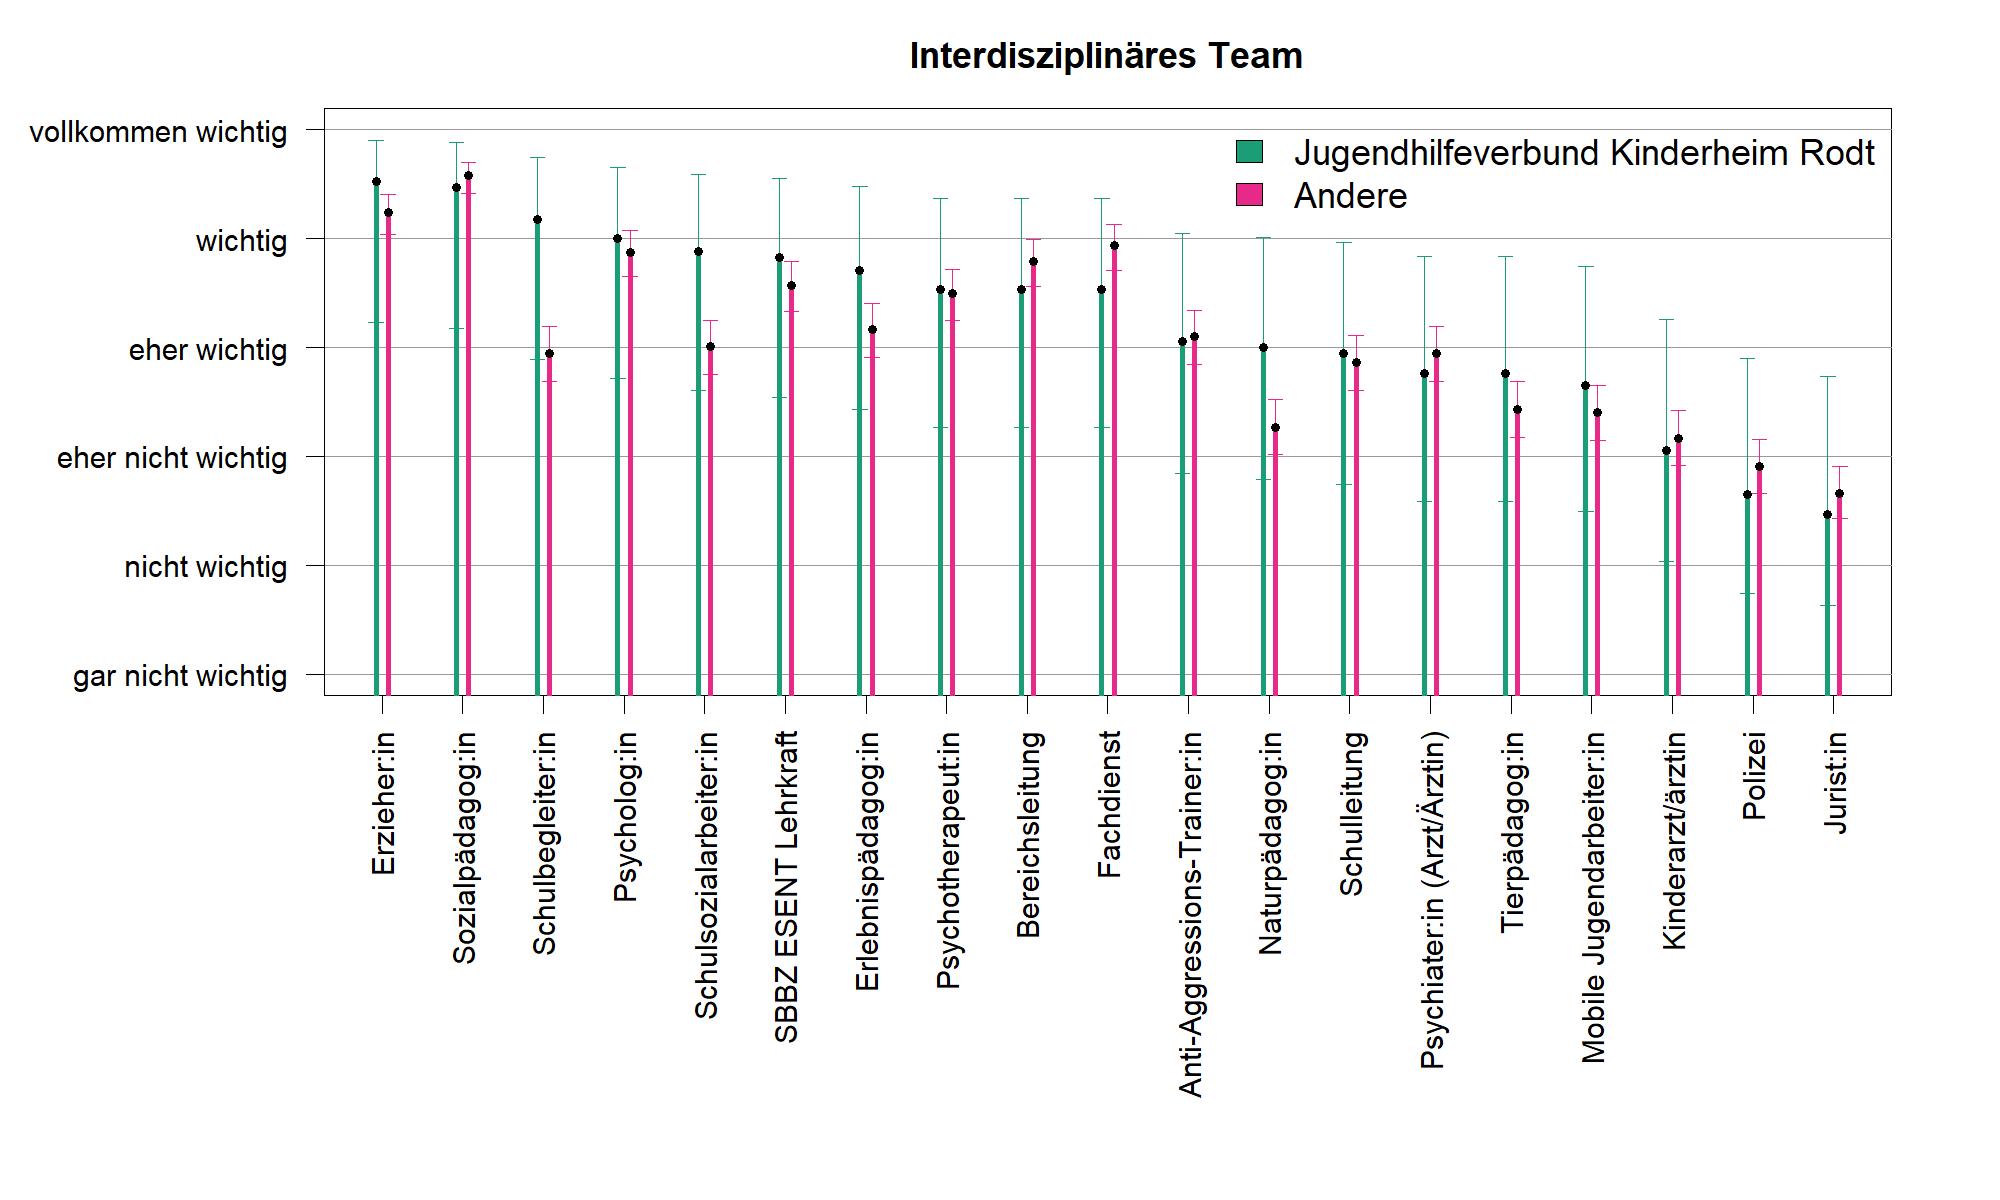 Interdisziplinäres Team
vollkommen wichtig
wichtig
eher wichtig
eher nicht wichtig
nicht wichtig
gar nicht wichtig
Jugendhilfeverbund Kinderheim Rodt
Andere
Erzieher:in
Sozialpädagog:in
Schulbegleiter:in
Psycholog:in
Schulsozialarbeiter:in
SBBZ ESENT Lehrkraft
Erlebnispädagog:in
Psychotherapeut:in
Bereichsleitung
Fachdienst
Anti-Aggressions-Trainer:in
Naturpädagog:in
Schulleitung
Psychiater:in (Arzt/Ärztin)
Tierpädagog:in
Mobile Jugendarbeiter:in
Kinderarzt/ärztin
Polizei
Jurist:in